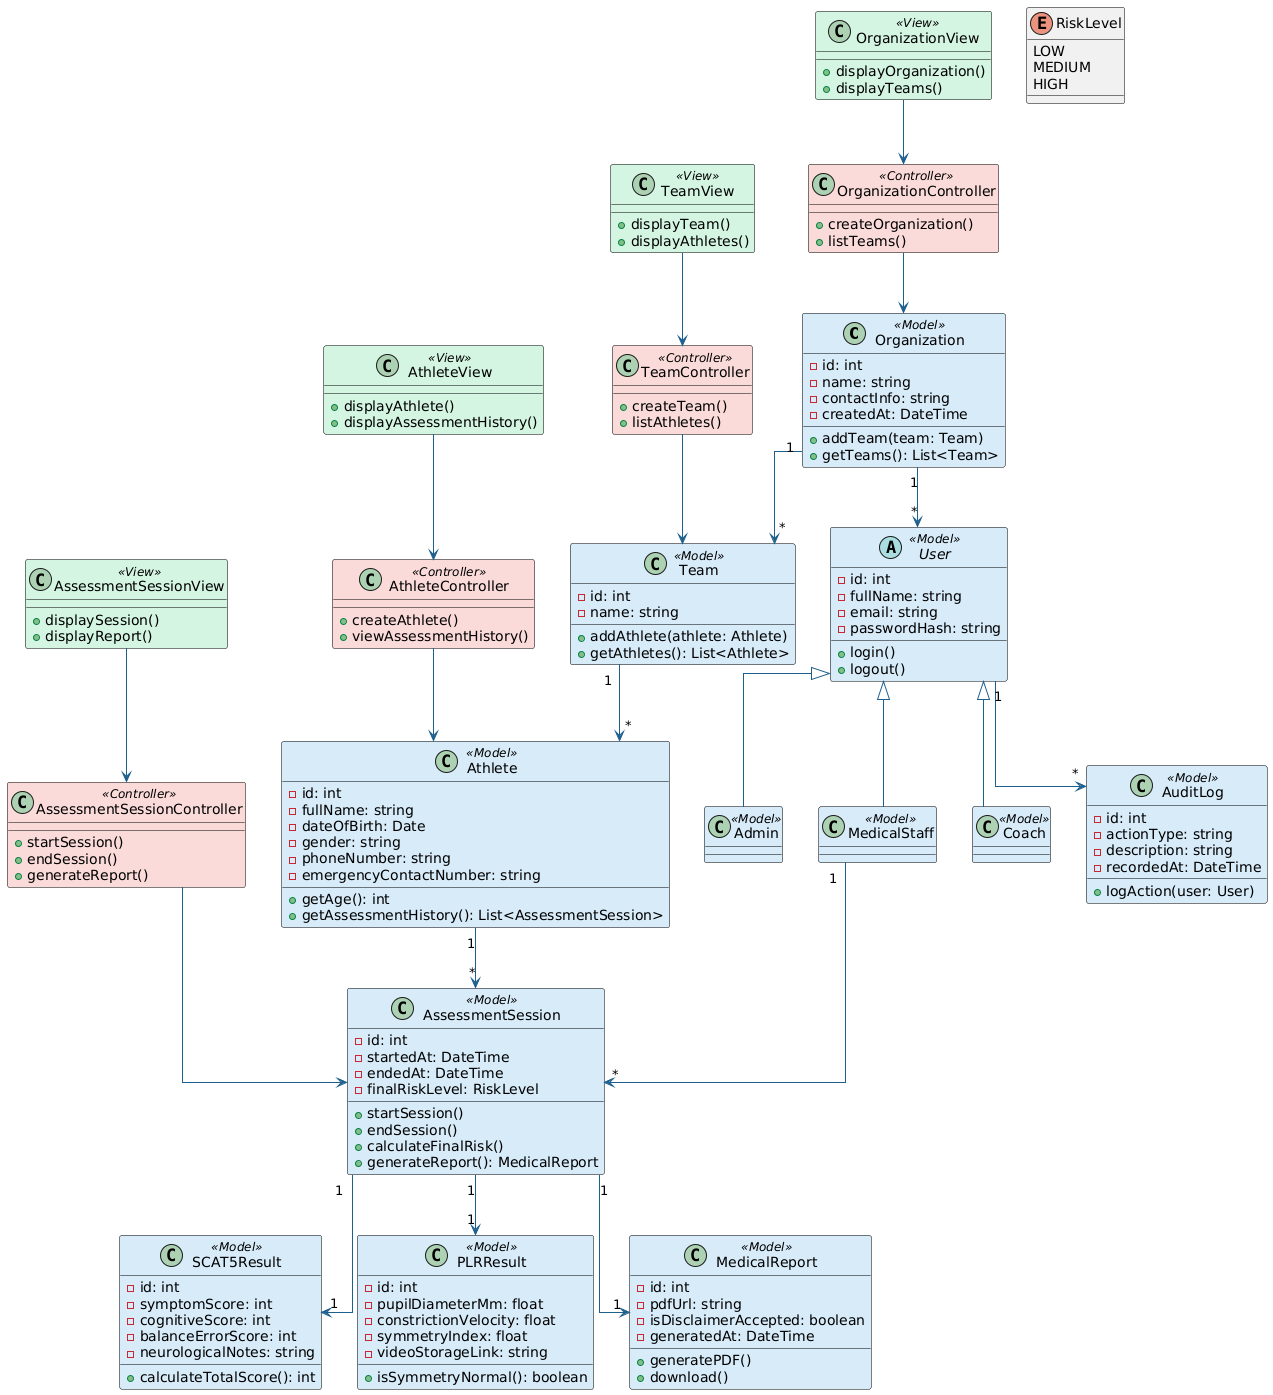 «View»
OrganizationView
displayOrganization()
displayTeams()
RiskLevel
LOW
MEDIUM
HIGH
«View»
TeamView
displayTeam()
displayAthletes()
«Controller»
OrganizationController
createOrganization()
listTeams()
«View»
AthleteView
displayAthlete()
displayAssessmentHistory()
«Controller»
TeamController
createTeam()
listAthletes()
«Model»
Organization
id: int
name: string
contactInfo: string
createdAt: DateTime
addTeam(team: Team)
getTeams(): List<Team>
1
*
1
*
«View»
AssessmentSessionView
displaySession()
displayReport()
«Controller»
AthleteController
createAthlete()
viewAssessmentHistory()
«Model»
Team
id: int
name: string
addAthlete(athlete: Athlete)
getAthletes(): List<Athlete>
1
*
«Model»
User
id: int
fullName: string
email: string
passwordHash: string
login()
logout()
1
*
«Controller»
AssessmentSessionController
startSession()
endSession()
generateReport()
«Model»
Athlete
id: int
fullName: string
dateOfBirth: Date
gender: string
phoneNumber: string
emergencyContactNumber: string
getAge(): int
getAssessmentHistory(): List<AssessmentSession>
1
*
«Model»
Admin
«Model»
MedicalStaff
1
*
«Model»
Coach
«Model»
AuditLog
id: int
actionType: string
description: string
recordedAt: DateTime
logAction(user: User)
«Model»
AssessmentSession
id: int
startedAt: DateTime
endedAt: DateTime
finalRiskLevel: RiskLevel
startSession()
endSession()
calculateFinalRisk()
generateReport(): MedicalReport
1
1
1
1
1
1
«Model»
SCAT5Result
id: int
symptomScore: int
cognitiveScore: int
balanceErrorScore: int
neurologicalNotes: string
calculateTotalScore(): int
«Model»
PLRResult
id: int
pupilDiameterMm: float
constrictionVelocity: float
symmetryIndex: float
videoStorageLink: string
isSymmetryNormal(): boolean
«Model»
MedicalReport
id: int
pdfUrl: string
isDisclaimerAccepted: boolean
generatedAt: DateTime
generatePDF()
download()